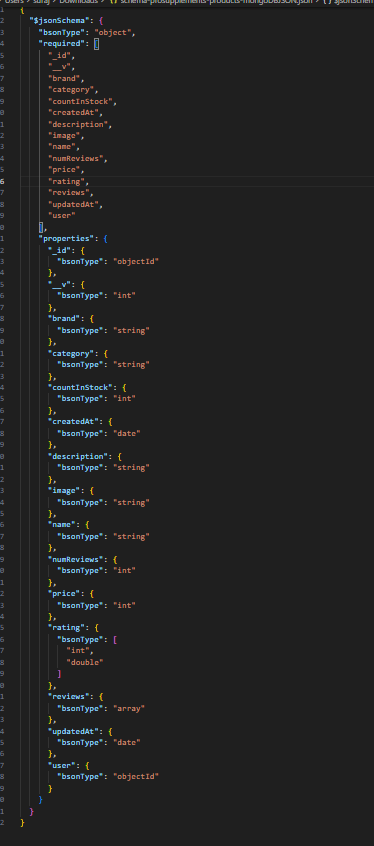 Users > suraj > Downloads > {} schema-prosupplements-products-mongoDBJSON.json > {} $jsonSchem
{
"$jsonSchema": {
"bsonType": "object",
"required": [
"_id",
"__v",
"brand",
"category",
"countInStock",
"createdAt",
"description",
"image",
"name",
"numReviews",
"price",
"rating",
"reviews",
"updatedAt",
"user"
],
"properties": {
"_id": {
"bsonType": "objectId"
},
"__v": {
"bsonType": "int"
},
"brand": {
"bsonType": "string"
},
"category": {
"bsonType": "string"
},
"countInStock": {
"bsonType": "int"
},
"createdAt": {
"bsonType": "date"
},
"description": {
"bsonType": "string"
},
"image": {
"bsonType": "string"
},
"name": {
"bsonType": "string"
},
"numReviews": {
"bsonType": "int"
},
"price": {
"bsonType": "int"
},
"rating": {
"bsonType": [
"int",
"double"
]
},
"reviews": {
"bsonType": "array"
},
"updatedAt": {
"bsonType": "date"
},
"user": {
"bsonType": "objectId"
}
}
}
}